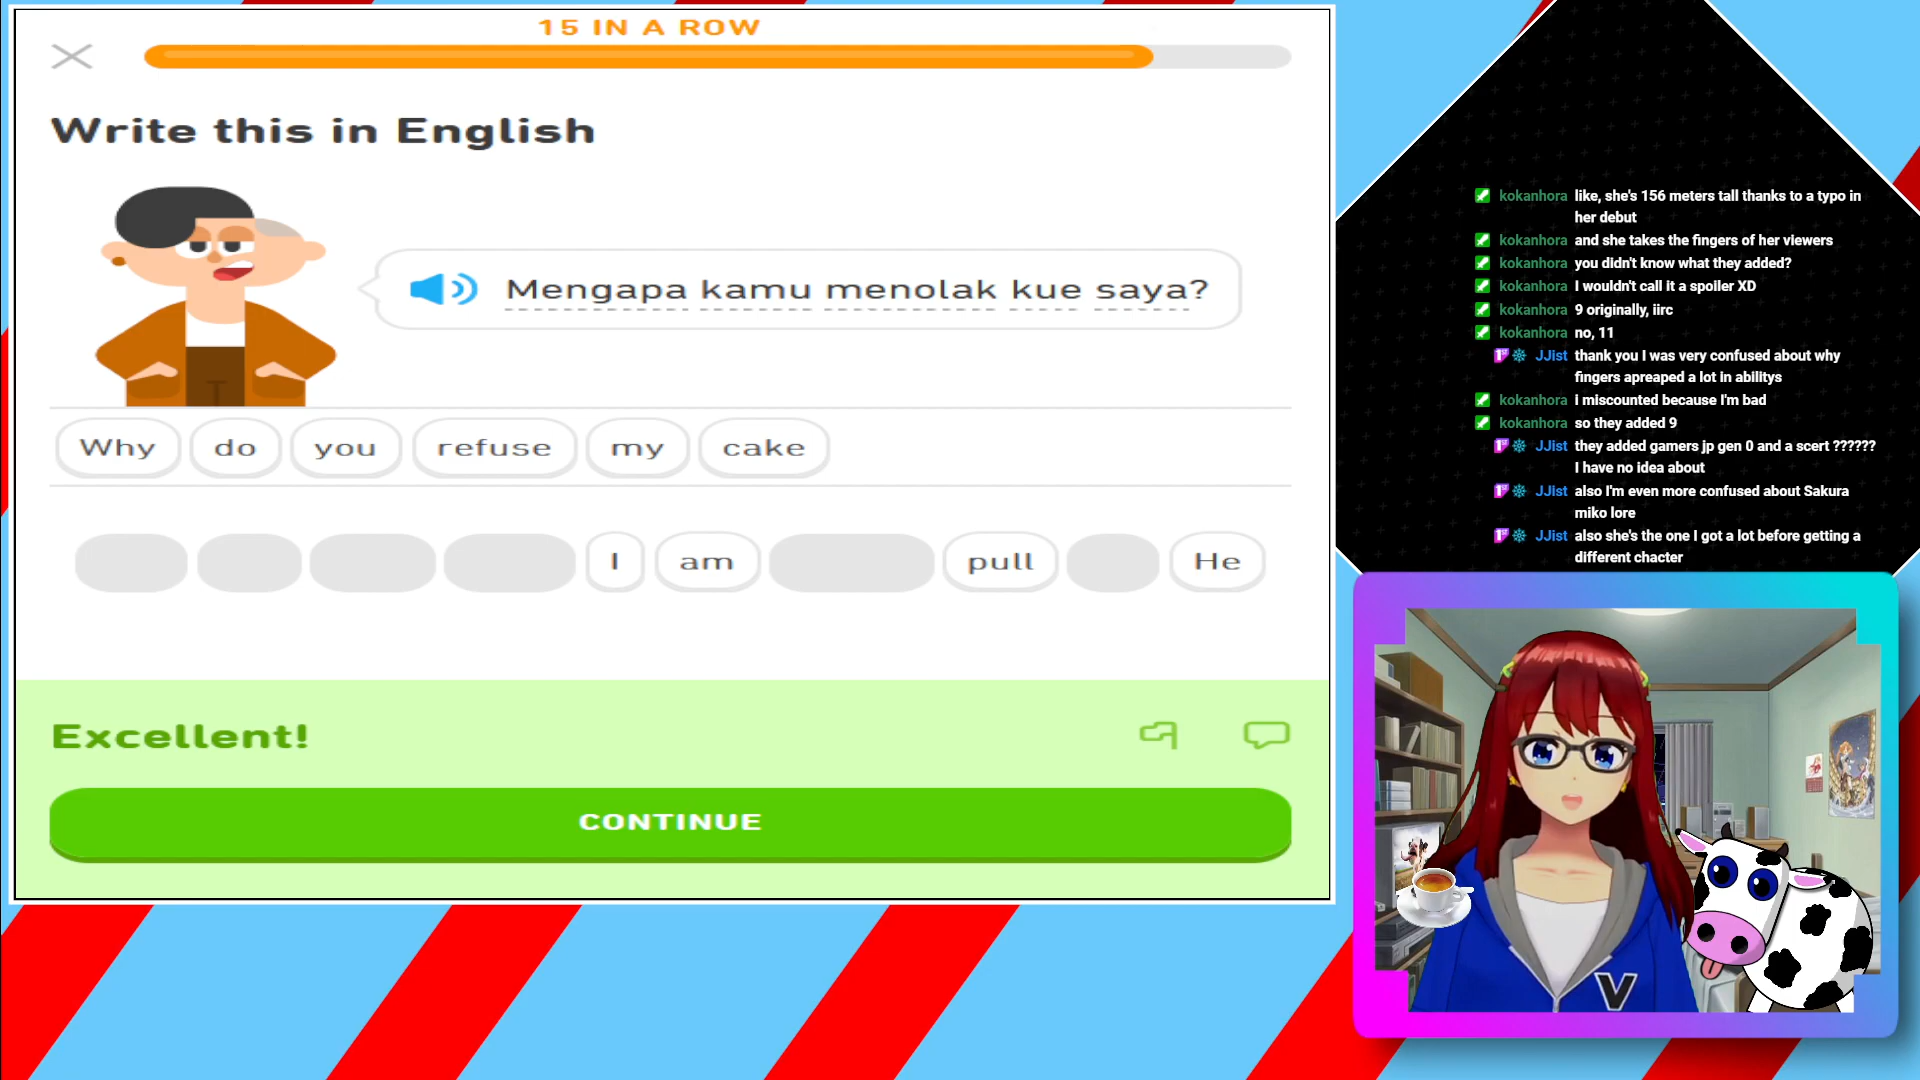 15 IN A ROW
Write this in English
Mengapa kamu menolak kue saya?
Why do you refuse my cake
I am pull He
Excellent!
CONTINUE
kokanhora like, she's 156 meters tall thanks to a typo in
her debut
kokanhora and she takes the fingers of her viewers
kokanhora you didn't know what they added?
kokanhora I wouldn't call it a spoiler XD
kokanhora 9 originally, iirc
kokanhora no, 11
JJist thank you I was very confused about why
fingers apreaped a lot in abilitys
kokanhora i miscounted because I'm bad
kokanhora so they added 9
JJist they added gamers jp gen 0 and a scert ??????
I have no idea about
JJist also I'm even more confused about Sakura
miko lore
JJist also she's the one I got a lot before getting a
different chacter
V